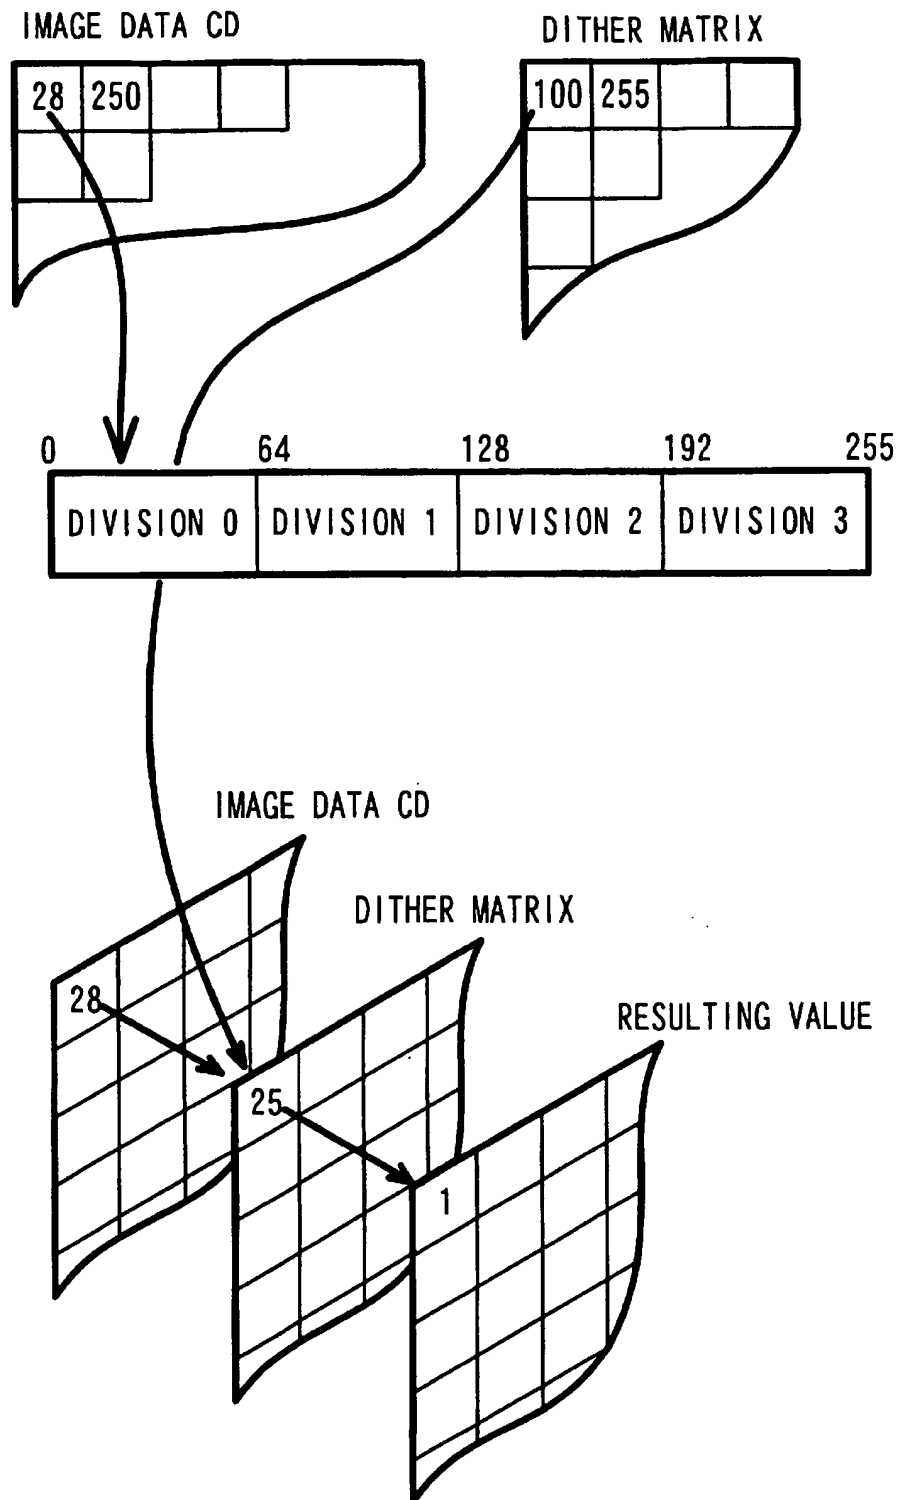 IMAGE DATA CD
DITHER MATRIX
28 250
100 255
0 64 128 192 255
DIVISION 0 DIVISION 1 DIVISION 2 DIVISION 3
IMAGE DATA CD
DITHER MATRIX
28
RESULTING VALUE
25
1